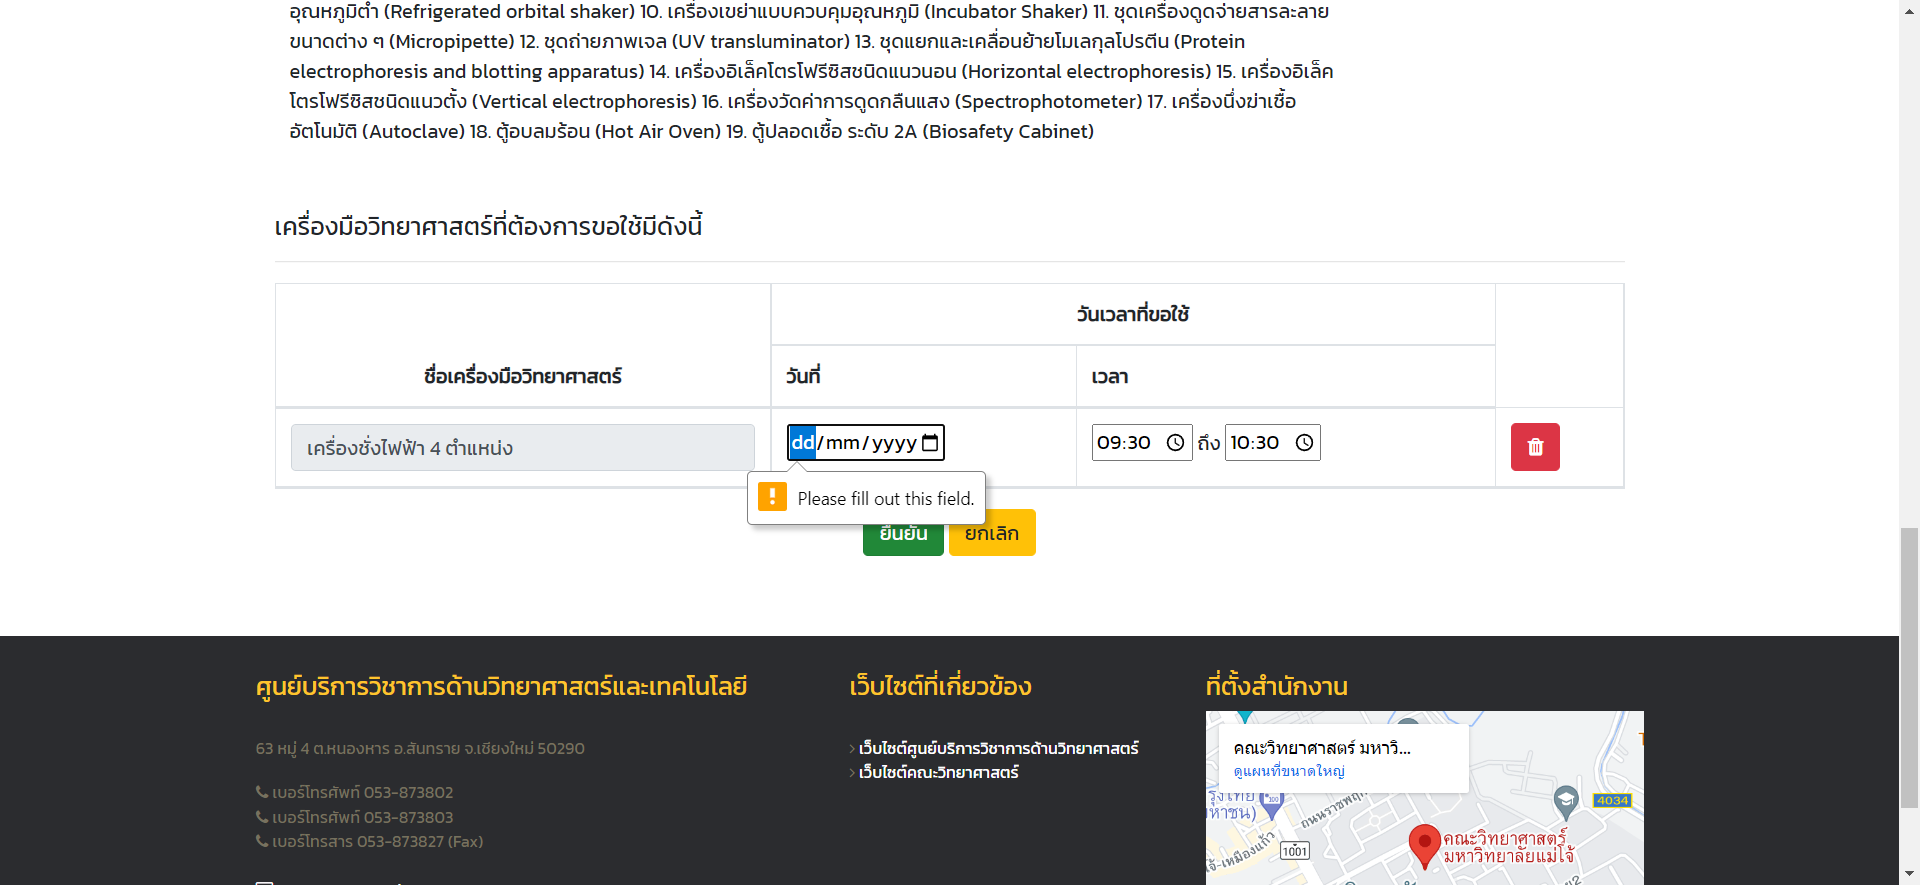 อุณหภูมิต่ำ (Refrigerated orbital shaker) 10. เครื่องเขย่าแบบควบคุมอุณหภูมิ (Incubator Shaker) 11. ชุดเครื่องดูดจ่ายสารละลาย
ขนาดต่าง ๆ (Micropipette) 12. ชุดถ่ายภาพเจล (UV transluminator) 13. ชุดแยกและเคลื่อนย้ายโมเลกุลโปรตีน (Protein
electrophoresis and blotting apparatus) 14. เครื่องอิเล็คโตรโฟรีซิสชนิดแนวนอน (Horizontal electrophoresis) 15. เครื่องอิเล็ค
โตรโฟรีซิสชนิดแนวตั้ง (Vertical electrophoresis) 16. เครื่องวัดค่าการดูดกลืนแสง (Spectrophotometer) 17. เครื่องนึ่งฆ่าเชื้อ
อัตโนมัติ (Autoclave) 18. ตู้อบลมร้อน (Hot Air Oven) 19. ตู้ปลอดเชื้อ ระดับ 2A (Biosafety Cabinet)
เครื่องมือวิทยาศาสตร์ที่ต้องการขอใช้มีดังนี้
วันเวลาที่ขอใช้
ชื่อเครื่องมือวิทยาศาสตร์ วันที่ เวลา
เครื่องชั่งไฟฟ้า 4 ตำแหน่ง dd/mm/yyyy 09:30 ถึง 10:30
Please fill out this field.
ยืนยัน ยกเลิก
ศูนย์บริการวิชาการด้านวิทยาศาสตร์และเทคโนโลยี
63 หมู่ 4 ต.หนองหาร อ.สันทราย จ.เชียงใหม่ 50290
เบอร์โทรศัพท์ 053-873802
เบอร์โทรศัพท์ 053-873803
เบอร์โทรสาร 053-873827 (Fax)
เว็บไซต์ที่เกี่ยวข้อง
เว็บไซต์ศูนย์บริการวิชาการด้านวิทยาศาสตร์
เว็บไซต์คณะวิทยาศาสตร์
ที่ตั้งสำนักงาน
คณะวิทยาศาสตร์ มหาวิ...
ดูแผนที่ขนาดใหญ่
4034
1001
คณะวิทยาศาสตร์
มหาวิทยาลัยแม่โจ้